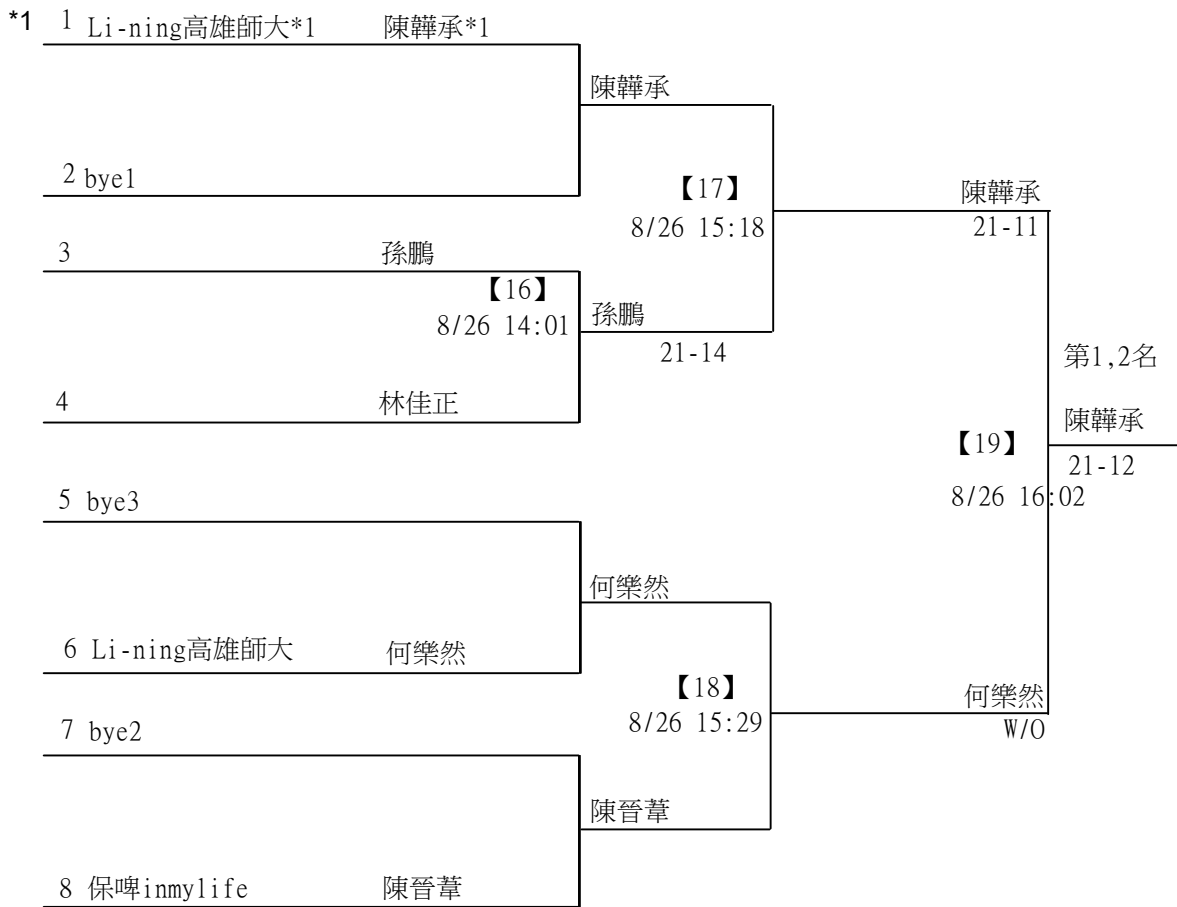 *1 1 Li-ning高雄師大*1 陳韡承*1
陳韡承
2 bye1
【17】
8/26 15:18
陳韡承
21-11
3 孫鵬
【16】
8/26 14:01
孫鵬
21-14
4 林佳正
第1,2名
陳韡承
【19】
21-12
8/26 16:02
5 bye3
何樂然
6 Li-ning高雄師大 何樂然
【18】
8/26 15:29
何樂然
W/O
7 bye2
陳晉葦
8 保啤inmylife 陳晉葦